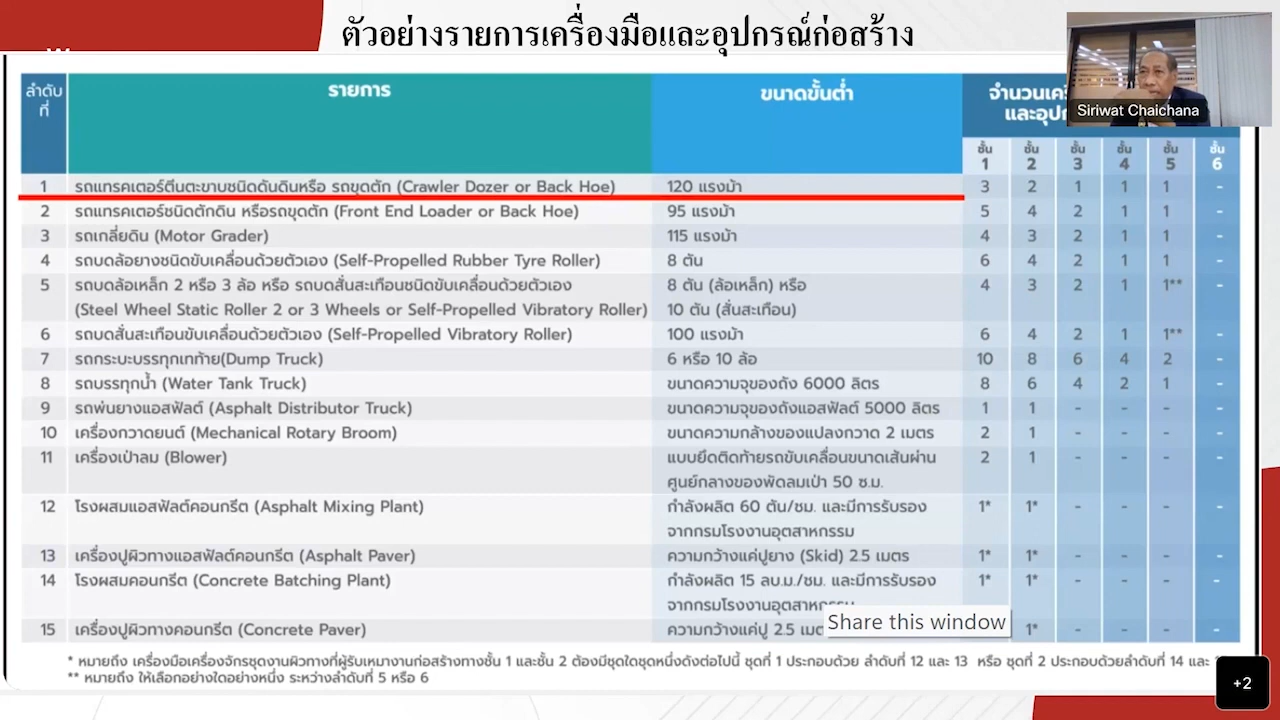 ตัวอย่างรายการเครื่องมือและอุปกรณ์ก่อสร้าง
Siriwat Chaichana
ลำดับที่ รายการ ขนาดขั้นต่ำ
ชั้น 1 ชั้น 2 ชั้น 3 ชั้น 4 ชั้น 5 ชั้น 6
1 รถแทรคเตอร์ตีนตะขาบชนิดดันดินหรือ รถขุดตัก (Crawler Dozer or Back Hoe) 120 แรงม้า 3 2 1 1 1 -
2 รถแทรคเตอร์ชนิดตักดิน หรือรถขุดตัก (Front End Loader or Back Hoe) 95 แรงม้า 5 4 2 1 1 -
3 รถเกลี่ยดิน (Motor Grader) 115 แรงม้า 4 3 2 1 1 -
4 รถบดล้อยางชนิดขับเคลื่อนด้วยตัวเอง (Self-Propelled Rubber Tyre Roller) 8 ตัน 6 4 2 1 1 -
5 รถบดล้อเหล็ก 2 หรือ 3 ล้อ หรือ รถบดสั่นสะเทือนชนิดขับเคลื่อนด้วยตัวเอง 8 ตัน (ล้อเหล็ก) หรือ 4 3 2 1 1** -
(Steel Wheel Static Roller 2 or 3 Wheels or Self-Propelled Vibratory Roller) 10 ตัน (สั่นสะเทือน)
6 รถบดสั่นสะเทือนขับเคลื่อนด้วยตัวเอง (Self-Propelled Vibratory Roller) 100 แรงม้า 6 4 2 1 1** -
7 รถกระบะบรรทุกเทท้าย(Dump Truck) 6 หรือ 10 ล้อ 10 8 6 4 2 -
8 รถบรรทุกน้ำ (Water Tank Truck) ขนาดความจุของถัง 6000 ลิตร 8 6 4 2 1 -
9 รถพ่นยางแอสฟัลต์ (Asphalt Distributor Truck) ขนาดความจุของถังแอสฟัลต์ 5000 ลิตร 1 1 - - - -
10 เครื่องกวาดยนต์ (Mechanical Rotary Broom) ขนาดความกล้างของแปลงกวาด 2 เมตร 2 1 - - - -
11 เครื่องเป่าลม (Blower) แบบยึดติดท้ายรถขับเคลื่อนขนาดเส้นผ่าน 2 1 - - - -
ศูนย์กลางของพัดลมเป่า 50 ซ.ม.
12 โรงผสมแอสฟัลต์คอนกรีต (Asphalt Mixing Plant) กำลังผลิต 60 ตัน/ชม. และมีการรับรอง 1* 1* - - - -
จากกรมโรงงานอุตสาหกรรม
13 เครื่องปูผิวทางแอสฟัลต์คอนกรีต (Asphalt Paver) ความกว้างแค่ปูยาง (Skid) 2.5 เมตร 1* 1* - - - -
14 โรงผสมคอนกรีต (Concrete Batching Plant) กำลังผลิต 15 ลบ.ม./ชม. และมีการรับรอง 1* 1* - - - -
จากกรมโรงงานอุตสาหกรรม
15 เครื่องปูผิวทางคอนกรีต (Concrete Paver) ความกว้างแค่ปู 2.5 1* - - - -
Share this window
* หมายถึง เครื่องมือเครื่องจักรชุดงานผิวทางที่ผู้รับเหมางานก่อสร้างทางชั้น 1 และชั้น 2 ต้องมีชุดใดชุดหนึ่งดังต่อไปนี้ ชุดที่ 1 ประกอบด้วย ลำดับที่ 12 และ 13 หรือ ชุดที่ 2 ประกอบด้วยลำดับที่ 14 และ
** หมายถึง ให้เลือกอย่างใดอย่างหนึ่ง ระหว่างลำดับที่ 5 หรือ 6
+2